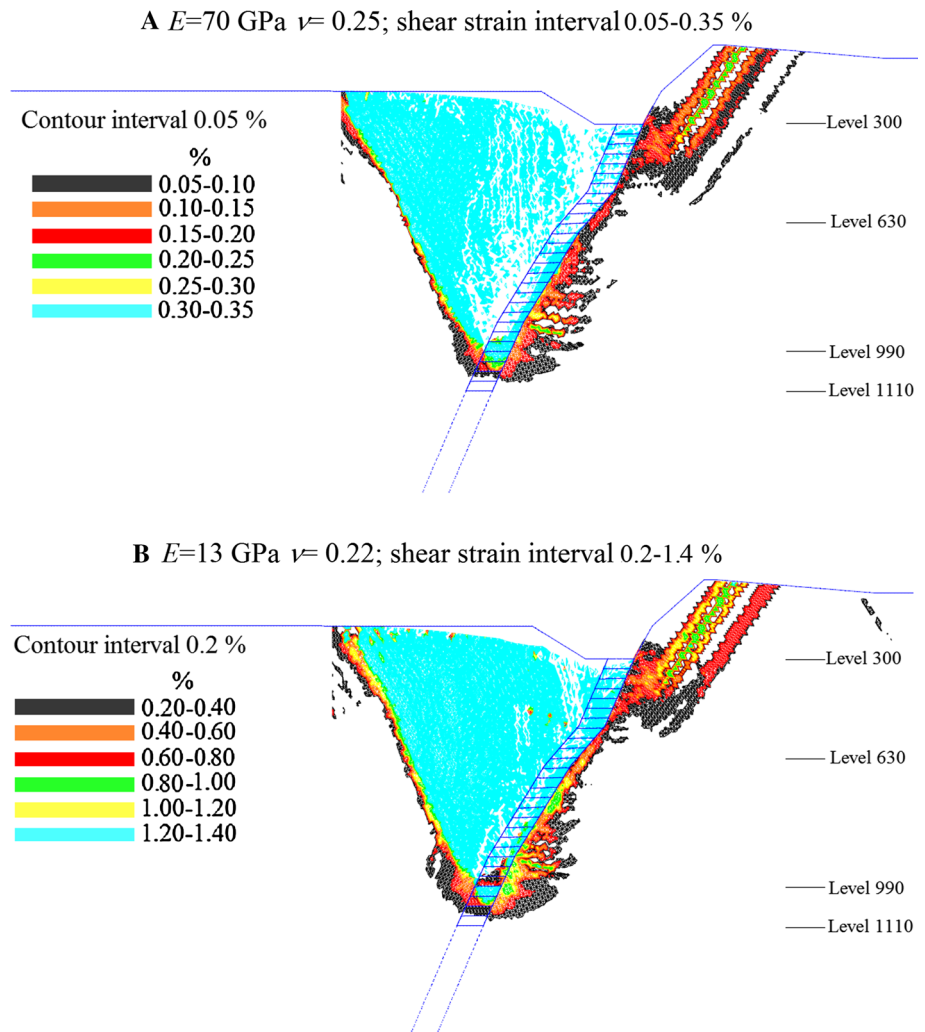 A E=70 GPa ν= 0.25; shear strain interval 0.05-0.35 %
Contour interval 0.05 %
%
0.05-0.10
0.10-0.15
0.15-0.20
0.20-0.25
0.25-0.30
0.30-0.35
Level 300
Level 630
Level 990
Level 1110
B E=13 GPa ν= 0.22; shear strain interval 0.2-1.4 %
Contour interval 0.2 %
%
0.20-0.40
0.40-0.60
0.60-0.80
0.80-1.00
1.00-1.20
1.20-1.40
Level 300
Level 630
Level 990
Level 1110